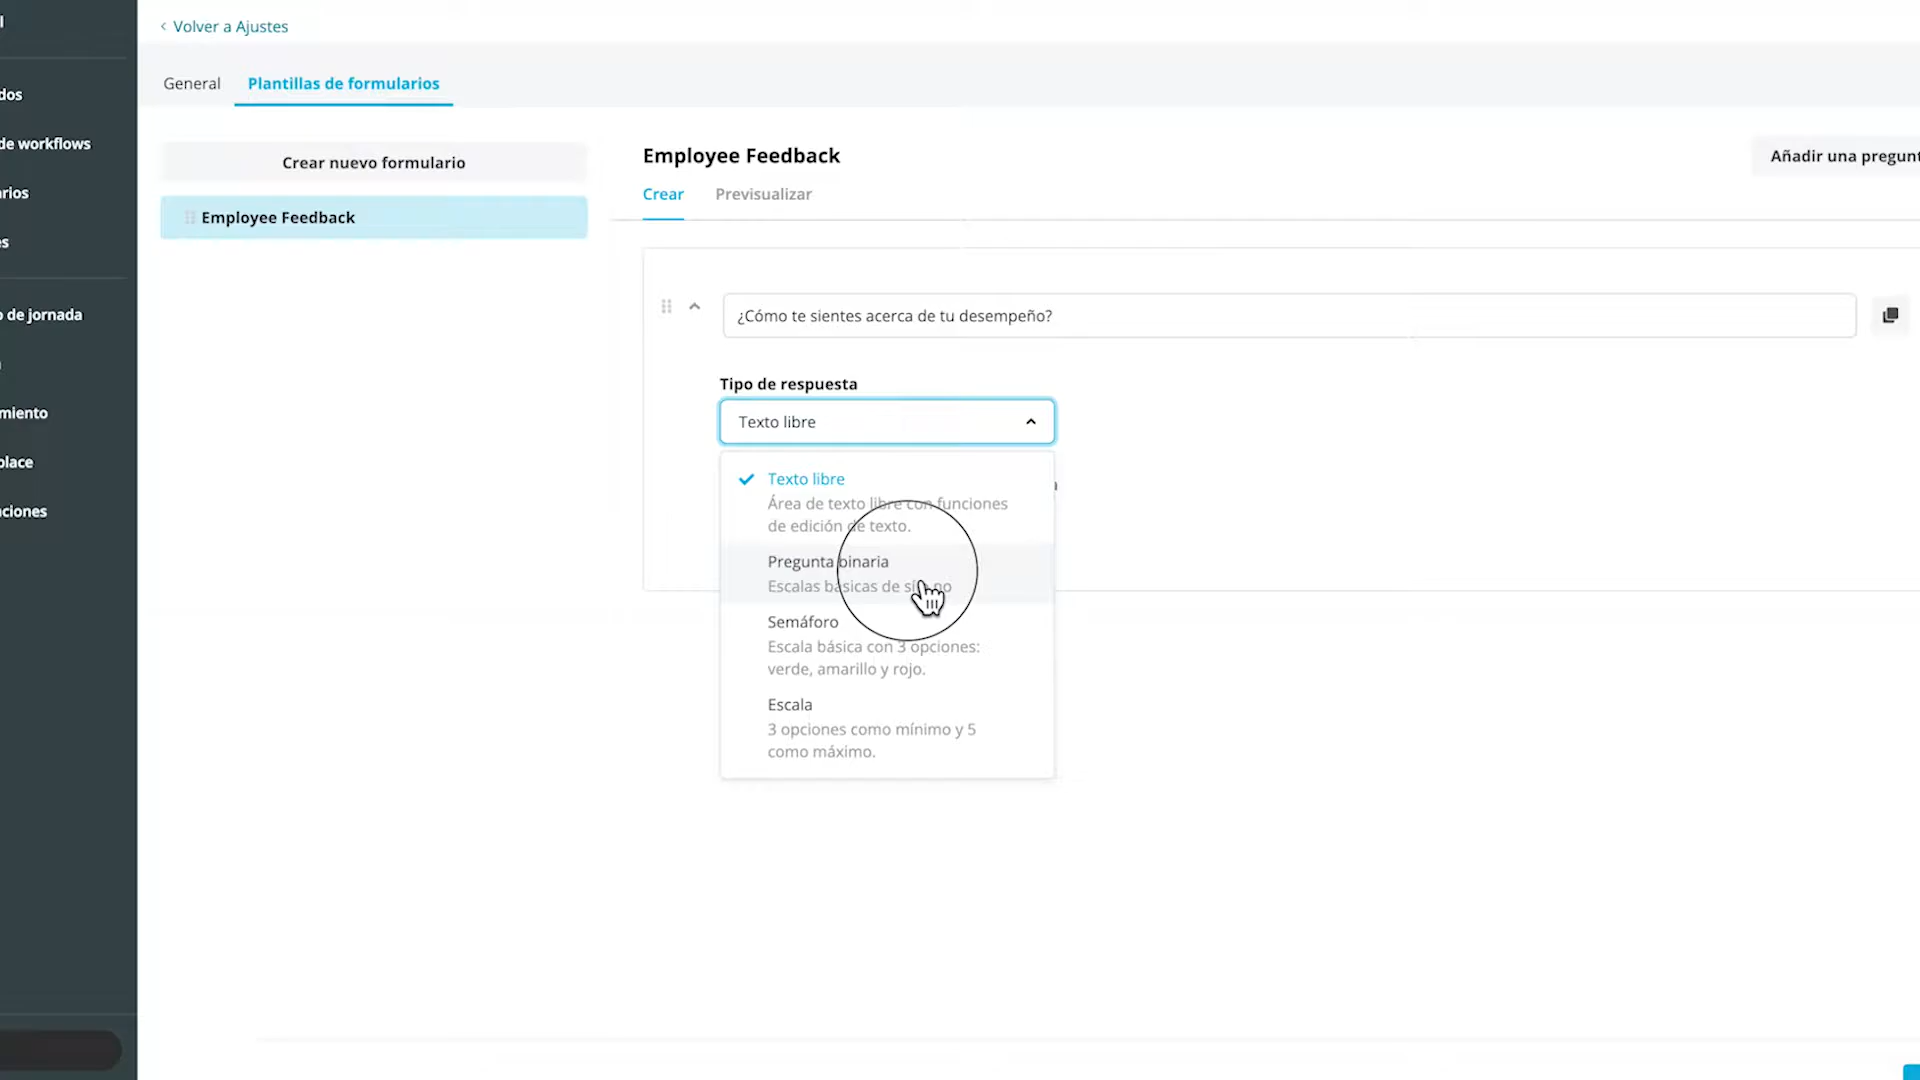 Volver a Ajustes
General
Plantillas de formularios
dos
de workflows
rios
es
o de jornada
miento
place
ciones
Crear nuevo formulario
Employee Feedback
Employee Feedback
Añadir una pregunt
Crear
Previsualizar
¿Cómo te sientes acerca de tu desempeño?
Tipo de respuesta
Texto libre
Texto libre
Área de texto libre con funciones
de edición de texto.
Pregunta binaria
Escalas básicas de sí o no
Semáforo
Escala básica con 3 opciones:
verde, amarillo y rojo.
Escala
3 opciones como mínimo y 5
como máximo.